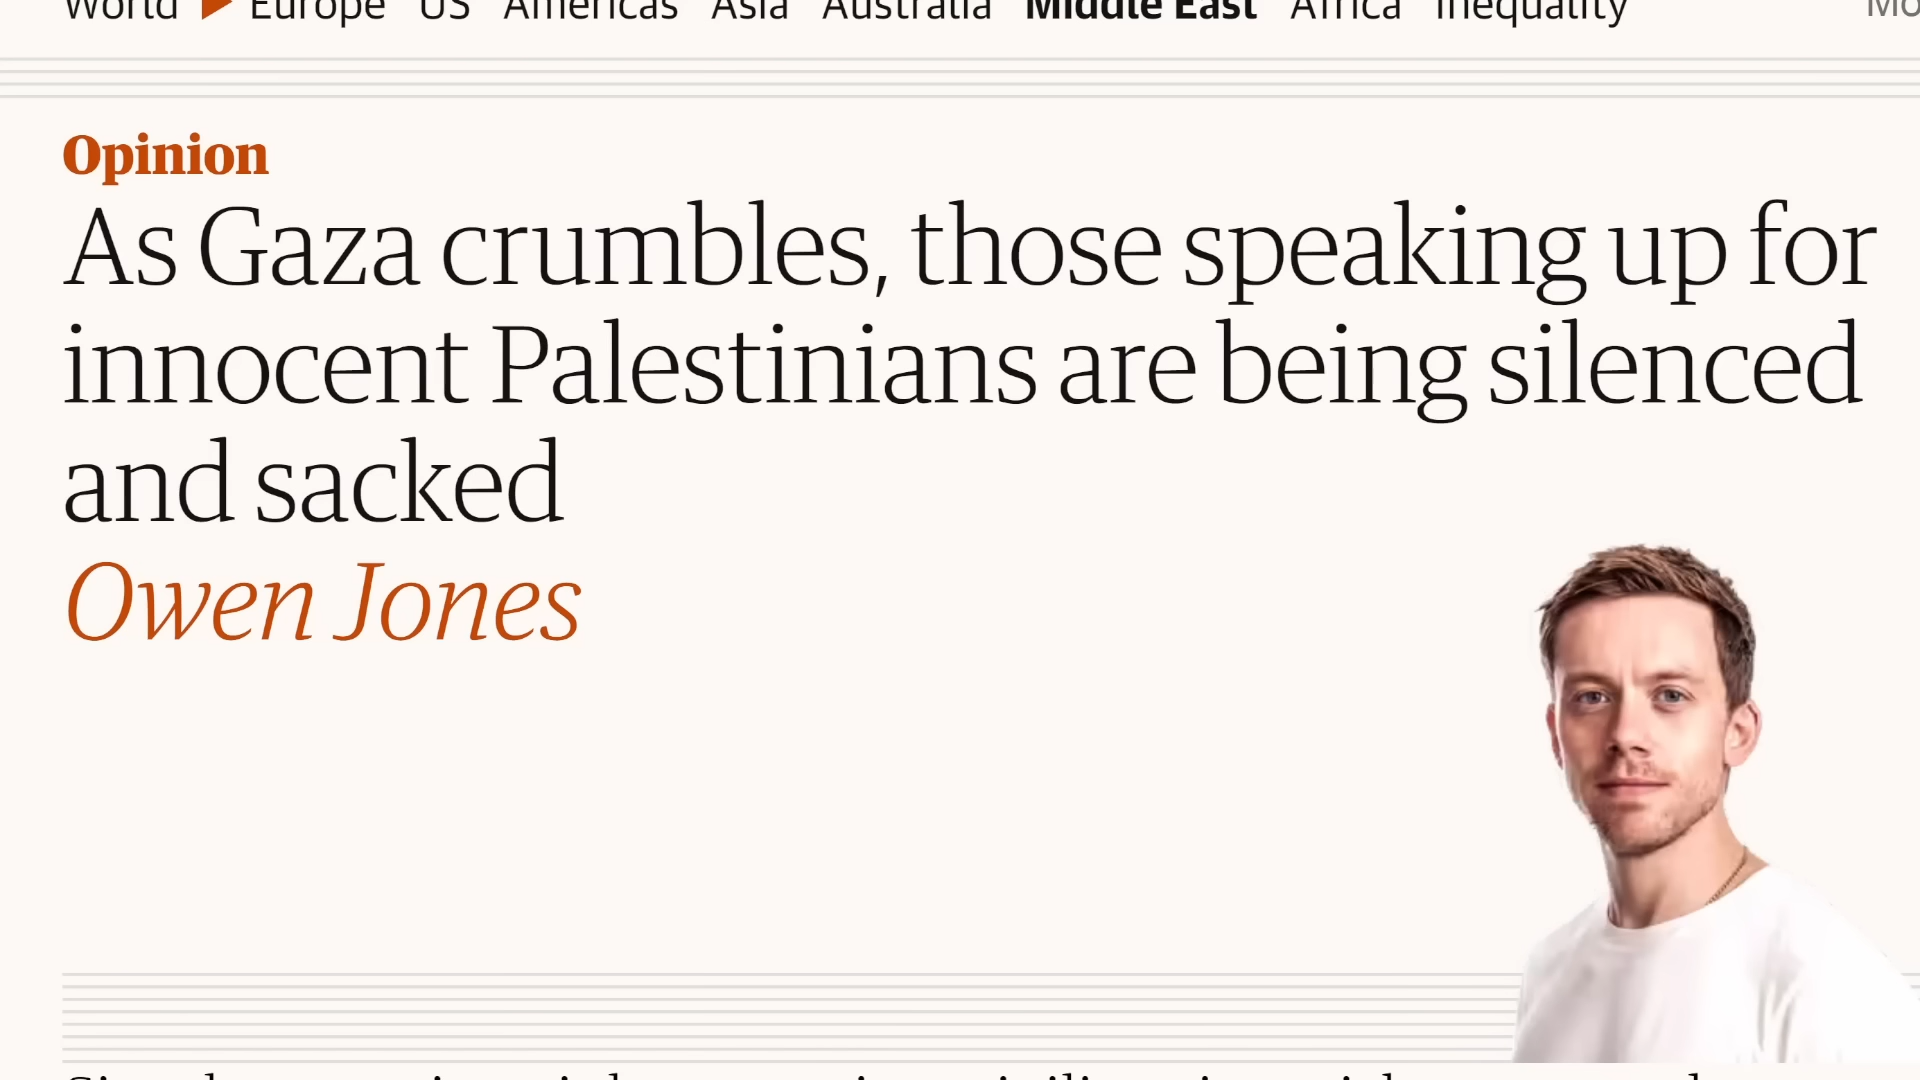 World Europe US Americas Asia Australia Middle East Africa Inequality Mo
Opinion
As Gaza crumbles, those speaking up for
innocent Palestinians are being silenced
and sacked
Owen Jones